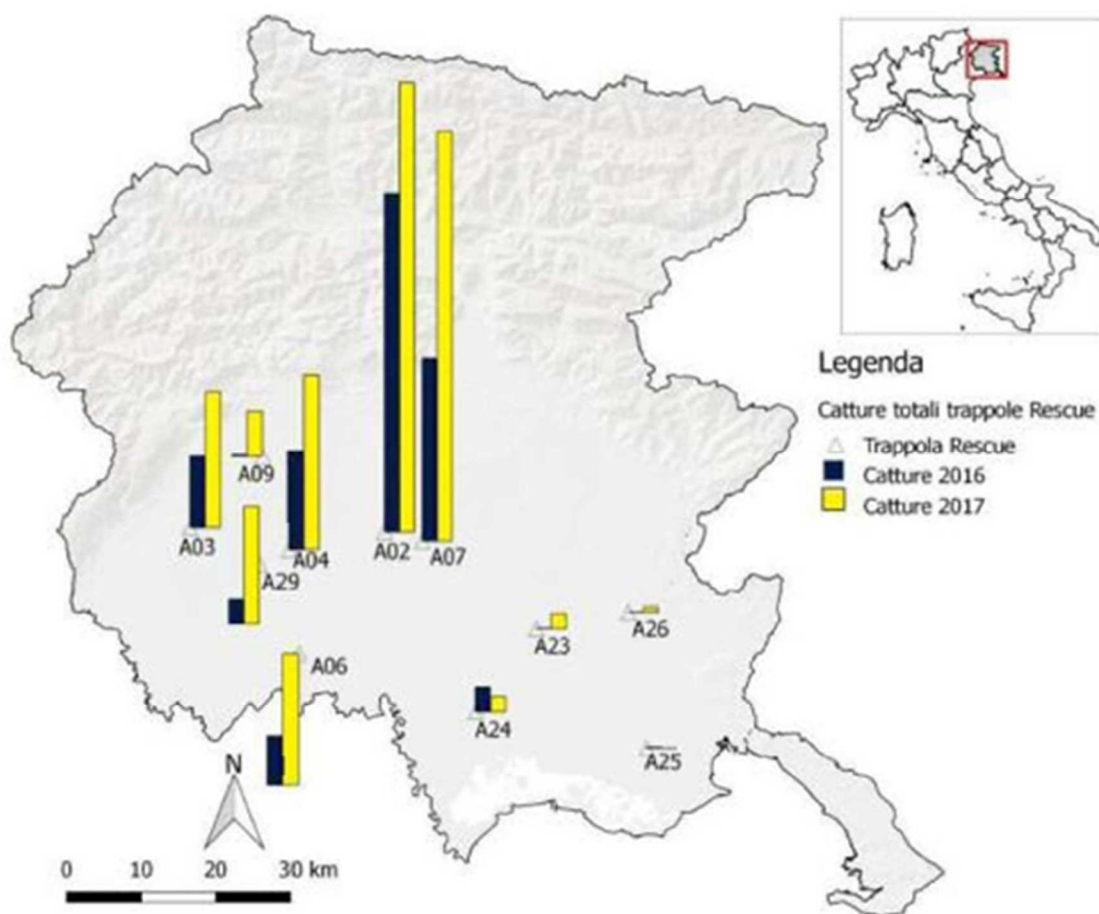 Legenda
Catture totali trappole Rescue
Trappola Rescue
Catture 2016
Catture 2017
A09
A03
A04
A02
A07
A29
A06
A23
A26
A24
A25
N
0 10 20 30 km